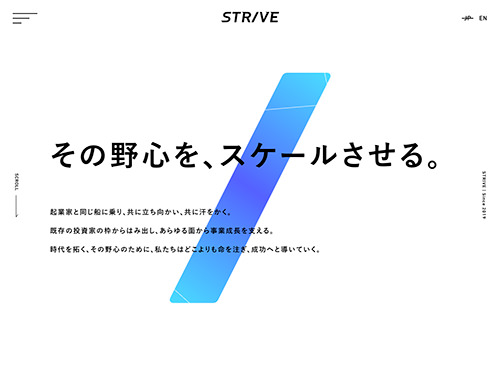 STR/VE
JP EN
その野心を、スケールさせる。
起業家と同じ船に乗り、共に立ち向かい、共に汗をかく。
既存の投資家の枠からはみ出し、あらゆる面から事業成長を支える。
時代を拓く、その野心のために、私たちはどこよりも命を注ぎ、成功へと導いていく。
SCROLL
STRIVE | Since 2019